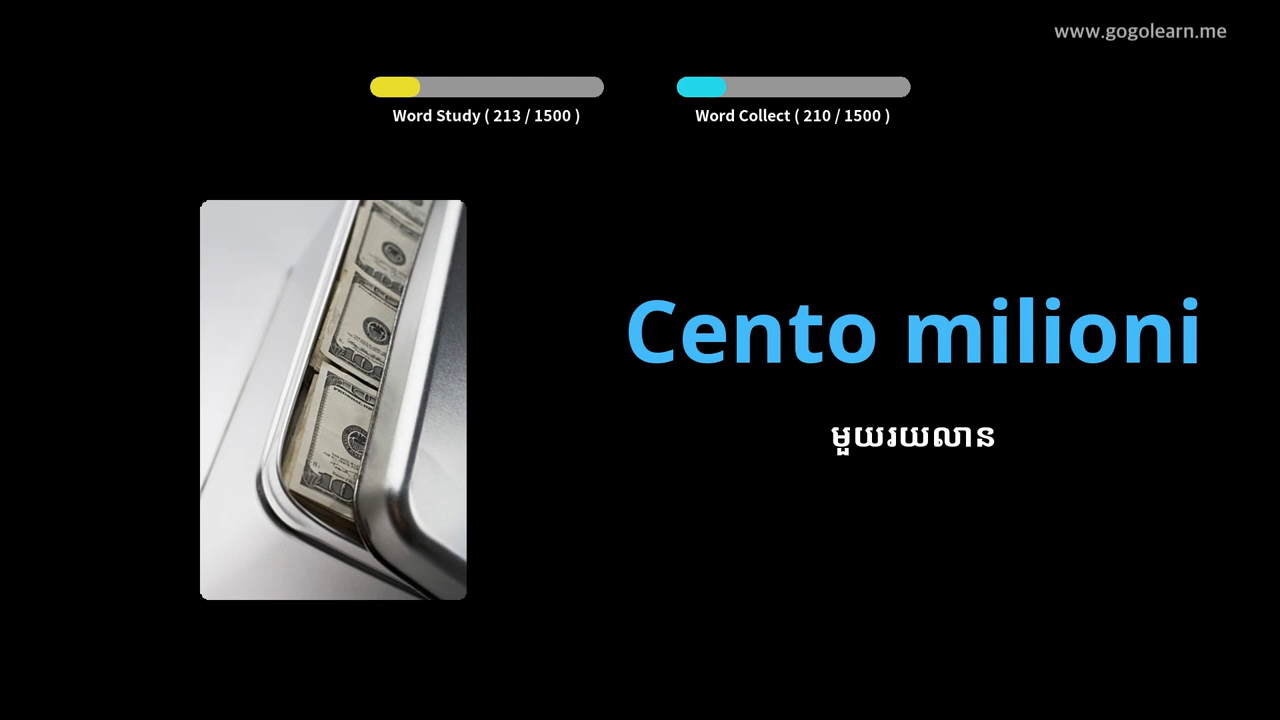 www.gogolearn.me
Word Study ( 213 / 1500 )
Word Collect ( 210 / 1500 )
Cento milioni
មួយរយលាន